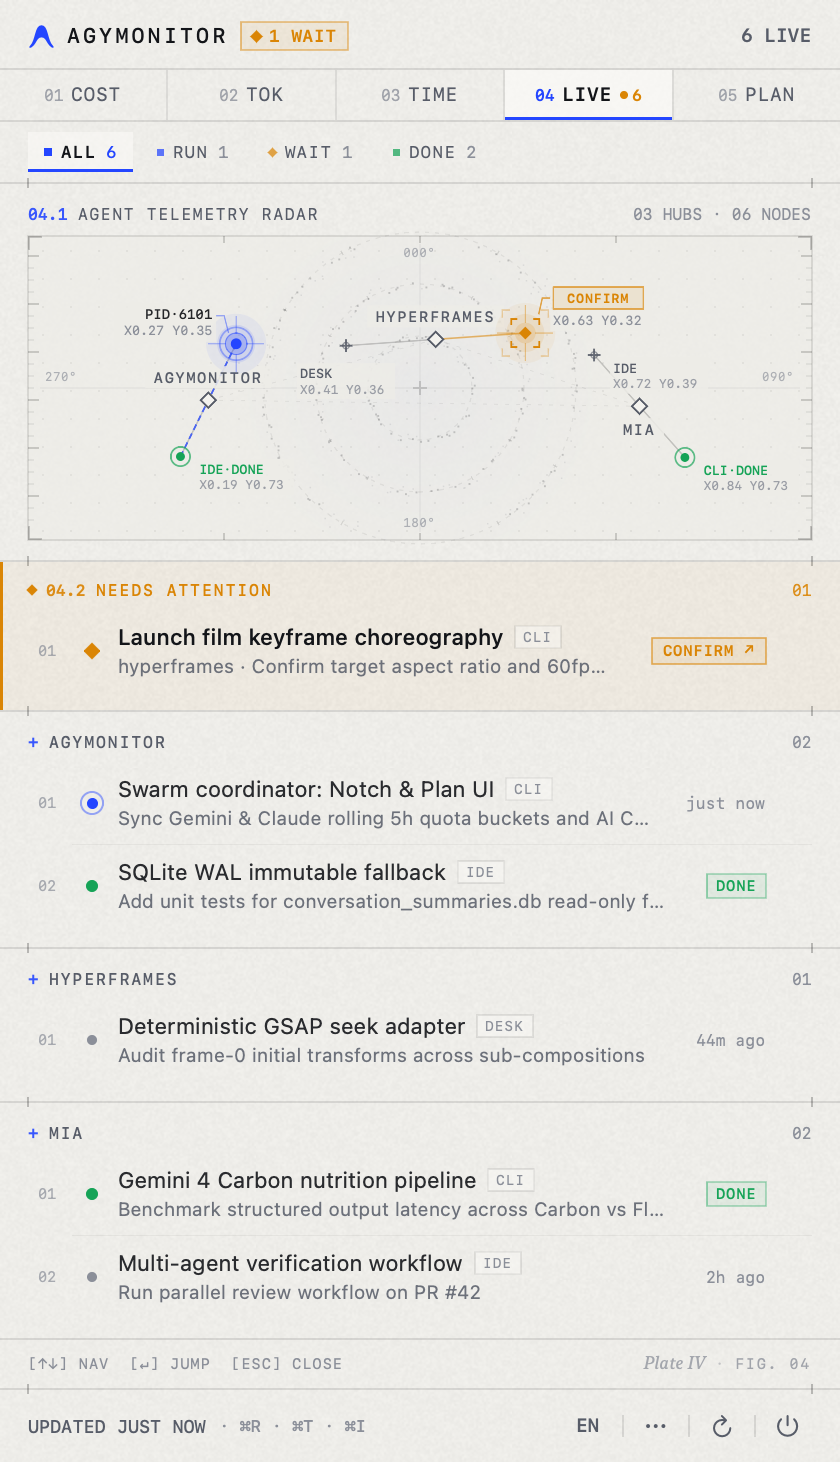 AGYMONITOR 1 WAIT 6 LIVE
01 COST 02 TOK 03 TIME 04 LIVE 6 05 PLAN
ALL 6 RUN 1 WAIT 1 DONE 2
04.1 AGENT TELEMETRY RADAR 03 HUBS · 06 NODES
000°
CONFIRM
X0.63 Y0.32
PID·6101
X0.27 Y0.35
HYPERFRAMES
DESK
X0.41 Y0.36
IDE
X0.72 Y0.39
270°
090°
AGYMONITOR
MIA
IDE·DONE
X0.19 Y0.73
CLI·DONE
X0.84 Y0.73
180°
04.2 NEEDS ATTENTION 01
01 Launch film keyframe choreography CLI
hyperframes · Confirm target aspect ratio and 60fp…
CONFIRM ↗
+ AGYMONITOR 02
01 Swarm coordinator: Notch & Plan UI CLI
Sync Gemini & Claude rolling 5h quota buckets and AI C…
just now
02 SQLite WAL immutable fallback IDE
Add unit tests for conversation_summaries.db read-only f…
DONE
+ HYPERFRAMES 01
01 Deterministic GSAP seek adapter DESK
Audit frame-0 initial transforms across sub-compositions
44m ago
+ MIA 02
01 Gemini 4 Carbon nutrition pipeline CLI
Benchmark structured output latency across Carbon vs Fl…
DONE
02 Multi-agent verification workflow IDE
Run parallel review workflow on PR #42
2h ago
[↑↓] NAV [↵] JUMP [ESC] CLOSE Plate IV · FIG. 04
UPDATED JUST NOW · ⌘R · ⌘T · ⌘I EN ···